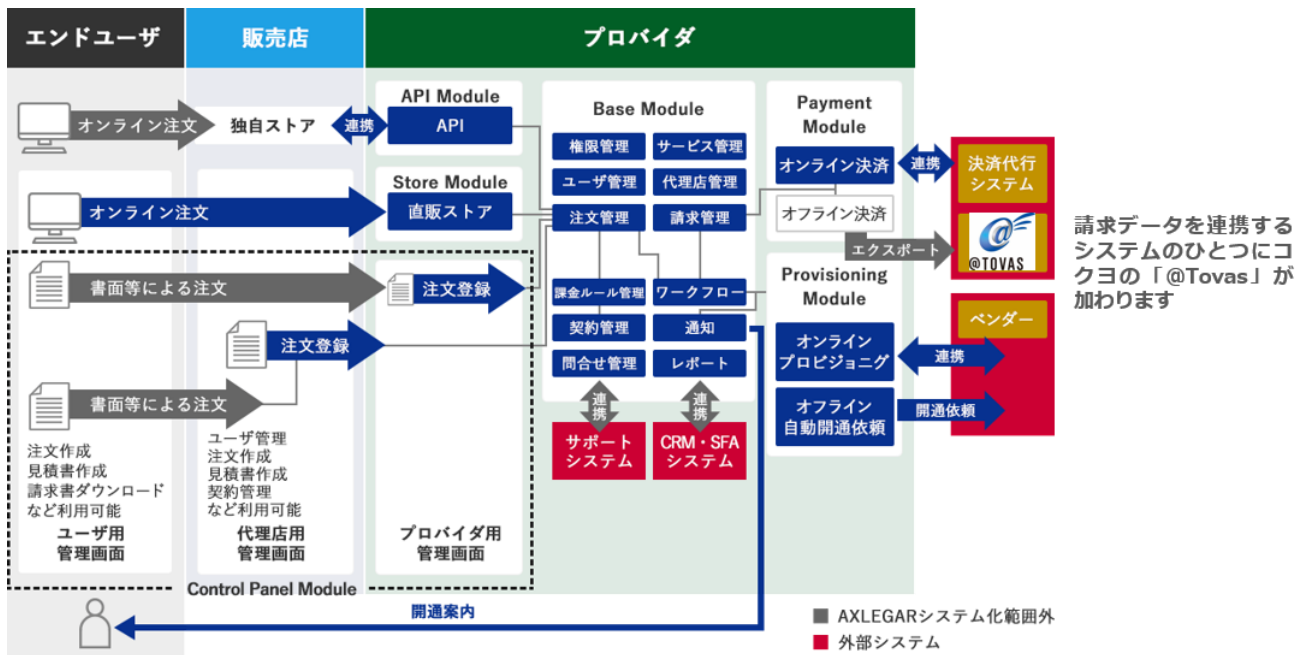 エンドユーザ
販売店
プロバイダ
オンライン注文
独自ストア
連携
API Module
API
Store Module
直販ストア
オンライン注文
書面等による注文
注文登録
注文登録
書面等による注文
注文作成
見積書作成
請求書ダウンロード
など利用可能
ユーザ用
管理画面
ユーザ管理
注文作成
見積書作成
契約管理
など利用可能
代理店用
管理画面
プロバイダ用
管理画面
Control Panel Module
Base Module
権限管理
サービス管理
ユーザ管理
代理店管理
注文管理
請求管理
課金ルール管理
ワークフロー
契約管理
通知
問合せ管理
レポート
連携
連携
サポート
システム
CRM・SFA
システム
Payment
Module
オンライン決済
オフライン決済
連携
エクスポート
決済代行
システム
@
@TOVAS
Provisioning
Module
オンライン
プロビジョニング
オフライン
自動開通依頼
連携
開通依頼
ベンダー
請求データを連携する
システムのひとつにコ
クヨの「@Tovas」が
加わります
開通案内
AXLEGARシステム化範囲外
外部システム